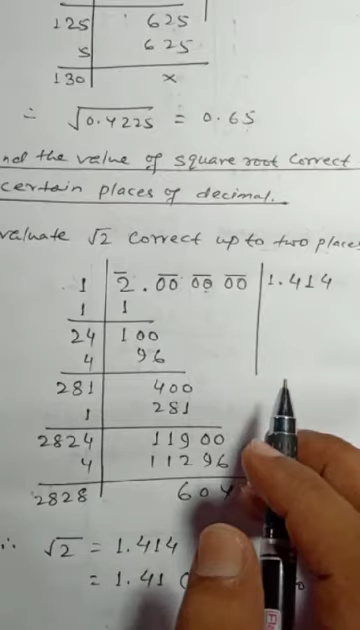 125 | 625
5 | 625
130 | x
∴ √0.4225 = 0.65
the value of square root correct
certain places of decimal.
√2 correct up to two places
1 | 2. 00 00 00 | 1.414
1 | 1
24 | 100
4 | 96
281 | 400
1 | 281
2824 | 11900
4 | 11296
2828 | 604
∴ √2 = 1.414
= 1.41